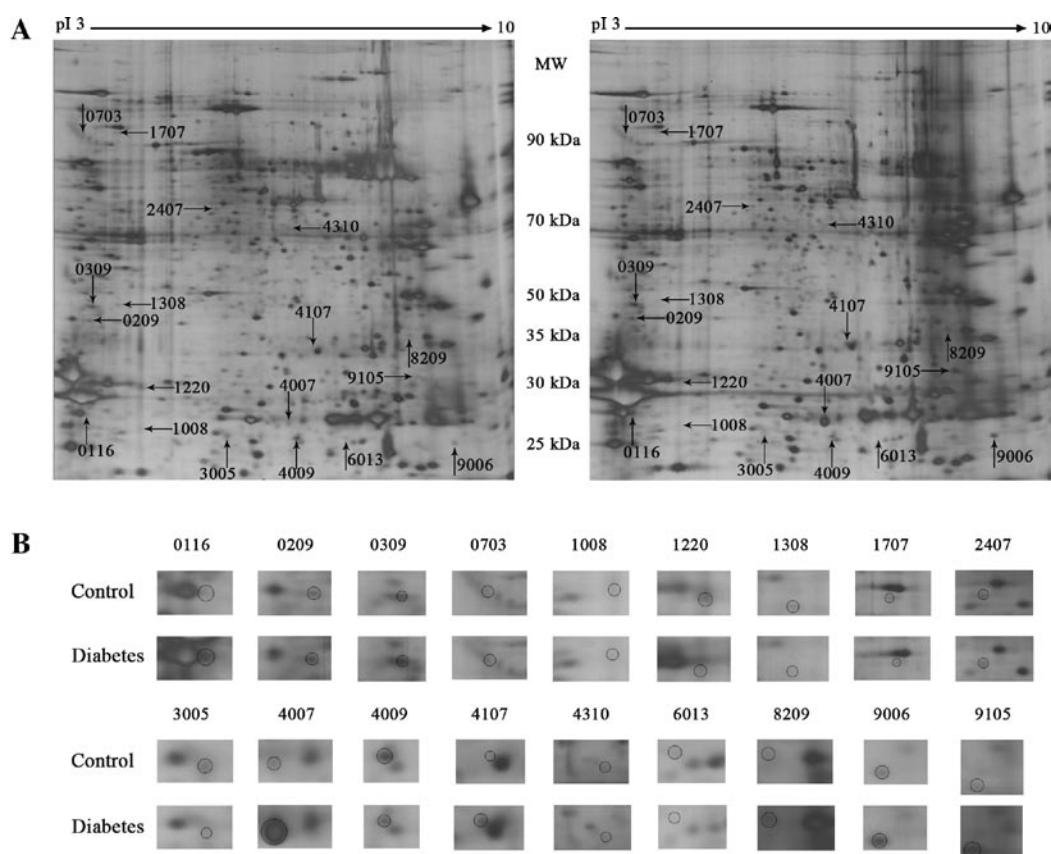 A
pI 3 10 pI 3 10
MW
0703 0703
1707 90 kDa 1707
2407 70 kDa 2407
4310 4310
0309 0309
1308 50 kDa 1308
0209 4107 0209 4107
35 kDa
8209 8209
9105 9105
1220 4007 30 kDa 1220 4007
1008 1008
0116 25 kDa 0116
3005 4009 6013 9006 3005 4009 6013 9006
B
0116 0209 0309 0703 1008 1220 1308 1707 2407
Control
Diabetes
3005 4007 4009 4107 4310 6013 8209 9006 9105
Control
Diabetes